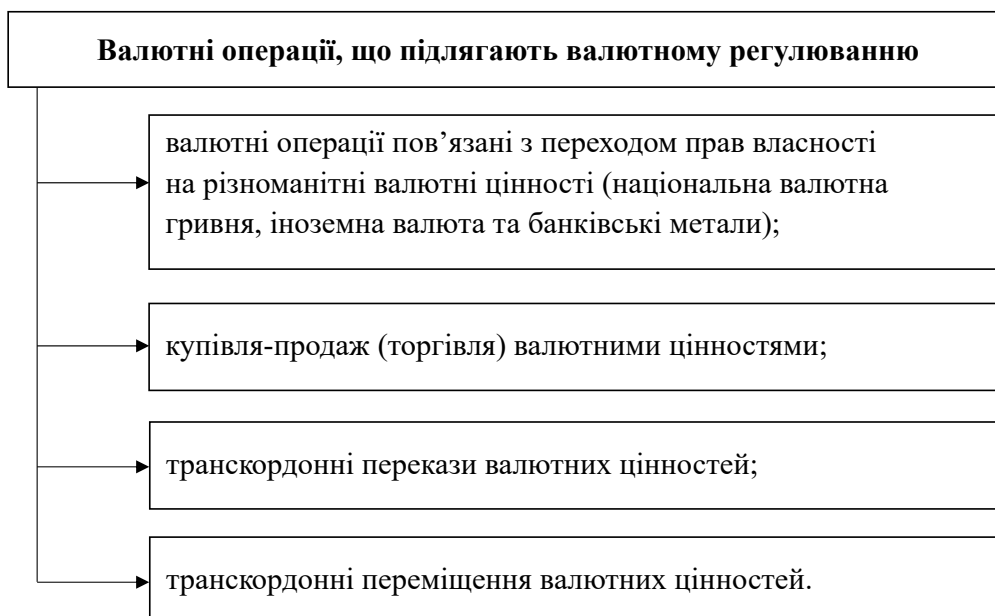 Валютні операції, що підлягають валютному регулюванню
валютні операції пов’язані з переходом прав власності
на різноманітні валютні цінності (національна валютна
гривня, іноземна валюта та банківські метали);
купівля-продаж (торгівля) валютними цінностями;
транскордонні перекази валютних цінностей;
транскордонні переміщення валютних цінностей.